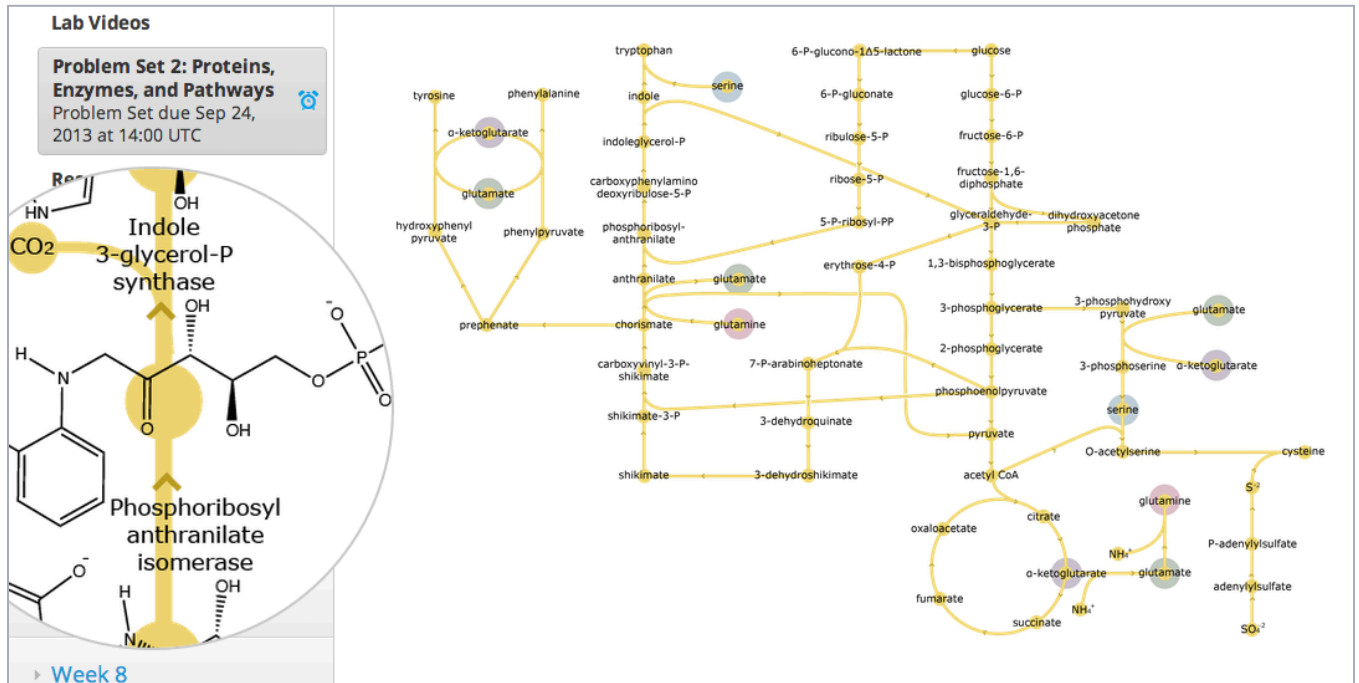 Lab Videos
Problem Set 2: Proteins,
Enzymes, and Pathways
Problem Set due Sep 24,
2013 at 14:00 UTC
OH
HN
CO2
Indole
3-glycerol-P
synthase
OH
O
-
P
O
O
H
N
O
OH
Phosphoribosyl
anthranilate
isomerase
O
-
H
N
OH
Week 8
tyrosine
phenylalanine
α-ketoglutarate
glutamate
hydroxyphenyl
pyruvate
phenylpyruvate
prephenate
tryptophan
serine
indole
indoleglycerol-P
carboxyphenylamino
deoxyribulose-5-P
phosphoribosyl-
anthranilate
anthranilate
glutamate
chorismate
glutamine
carboxyvinyl-3-P-
shikimate
shikimate-3-P
shikimate
6-P-glucono-1Δ5-lactone
6-P-gluconate
ribulose-5-P
ribose-5-P
5-P-ribosyl-PP
erythrose-4-P
7-P-arabinoheptonate
3-dehydroquinate
3-dehydroshikimate
glucose
glucose-6-P
fructose-6-P
fructose-1,6-
diphosphate
glyceraldehyde-
3-P
dihydroxyacetone
phosphate
1,3-bisphosphoglycerate
3-phosphoglycerate
2-phosphoglycerate
phosphoenolpyruvate
pyruvate
acetyl CoA
3-phosphohydroxy
pyruvate
glutamate
3-phosphoserine
α-ketoglutarate
serine
O-acetylserine
cysteine
citrate
oxaloacetate
α-ketoglutarate
fumarate
succinate
NH₄⁺
glutamate
NH₄⁺
glutamine
S⁻²
P-adenylylsulfate
adenylylsulfate
SO₄⁻²